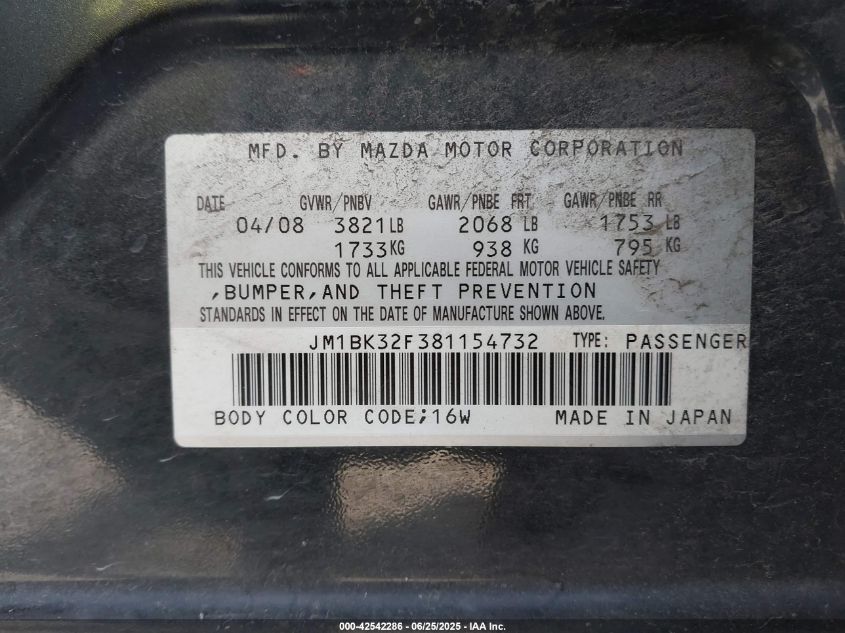 MFD. BY MAZDA MOTOR CORPORATION
DATE GVWR/PNBV GAWR/PNBE FRT GAWR/PNBE RR
04/08 3821LB 2068 LB 1753 LB
1733KG 938 KG 795 KG
THIS VEHICLE CONFORMS TO ALL APPLICABLE FEDERAL MOTOR VEHICLE SAFETY
,BUMPER,AND THEFT PREVENTION
STANDARDS IN EFFECT ON THE DATE OF MANUFACTURE SHOWN ABOVE.
JM1BK32F381154732 TYPE: PASSENGER
BODY COLOR CODE;16W MADE IN JAPAN
000-42542286 - 06/25/2025 - IAA Inc.